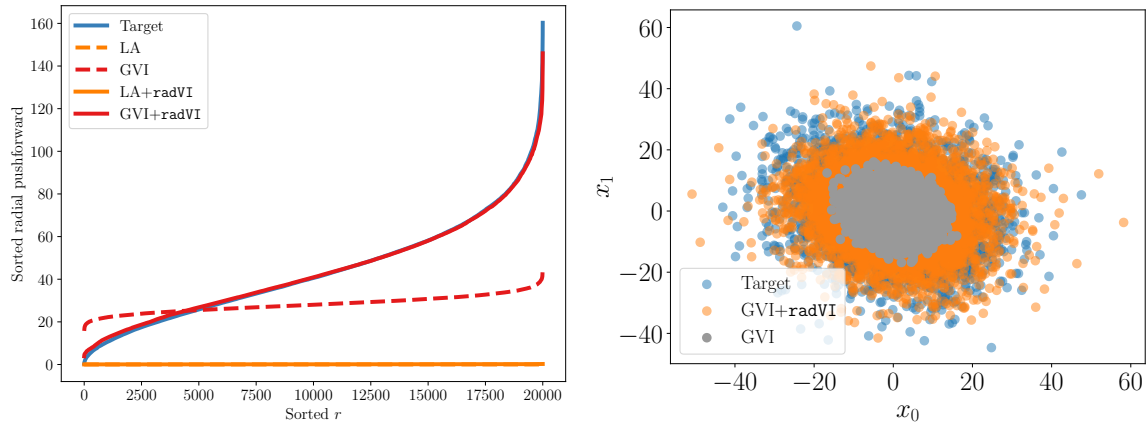 160
140
120
100
80
60
40
20
0
Sorted radial pushforward
Target
LA
GVI
LA+radVI
GVI+radVI
0 2500 5000 7500 10000 12500 15000 17500 20000
Sorted r
60
40
20
0
−20
−40
x₁
Target
GVI+radVI
GVI
−40 −20 0 20 40 60
x₀